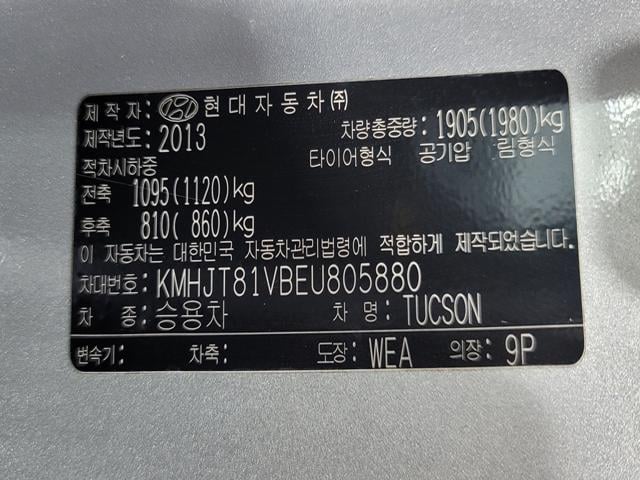 제 작 자 : 현대자동차㈜
제작년도: 2013 차량총중량: 1905(1980)kg
적차시하중 타이어형식 공기압 림형식
전축 1095(1120)kg
후축 810( 860)kg
이 자동차는 대한민국 자동차관리법령에 적합하게 제작되었습니다.
차대번호: KMHJT81VBEU805880
차 종: 승용차 차 명: TUCSON
변속기: 차축: 도장: WEA 의장: 9P